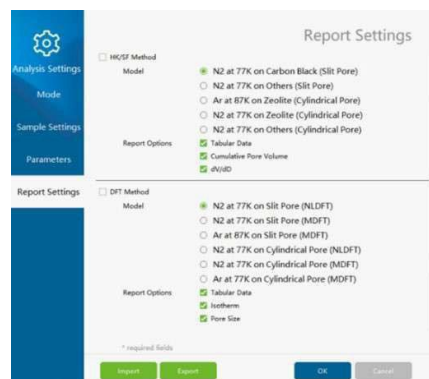 Report Settings
Analysis Settings
Mode
Sample Settings
Parameters
Report Settings
HK/SF Method
Model
N2 at 77K on Carbon Black (Slit Pore)
N2 at 77K on Others (Slit Pore)
Ar at 87K on Zeolite (Cylindrical Pore)
N2 at 77K on Zeolite (Cylindrical Pore)
N2 at 77K on Others (Cylindrical Pore)
Report Options
Tabular Data
Cumulative Pore Volume
dV/dD
DFT Method
Model
N2 at 77K on Slit Pore (NLDFT)
N2 at 77K on Slit Pore (MDFT)
Ar at 87K on Slit Pore (MDFT)
N2 at 77K on Cylindrical Pore (NLDFT)
N2 at 77K on Cylindrical Pore (MDFT)
Ar at 77K on Cylindrical Pore (MDFT)
Report Options
Tabular Data
Isotherm
Pore Size
* required fields
Import
Export
OK
Cancel